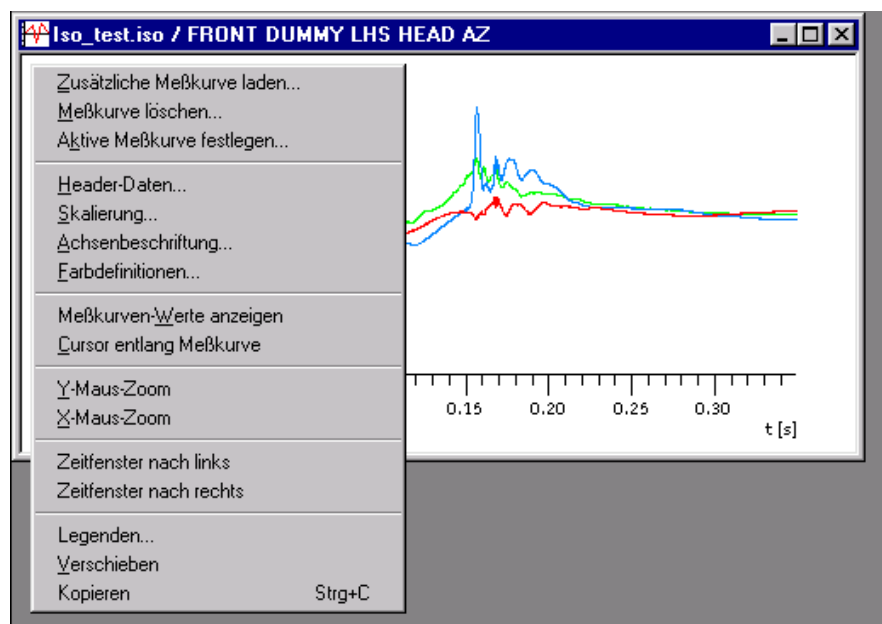 Iso_test.iso / FRONT DUMMY LHS HEAD AZ
Zusätzliche Meßkurve laden...
Meßkurve löschen...
Aktive Meßkurve festlegen...
Header-Daten...
Skalierung...
Achsenbeschriftung...
Farbdefinitionen...
Meßkurven-Werte anzeigen
Cursor entlang Meßkurve
Y-Maus-Zoom
X-Maus-Zoom
Zeitfenster nach links
Zeitfenster nach rechts
Legenden...
Verschieben
Kopieren Strg+C
0.15 0.20 0.25 0.30
t [s]